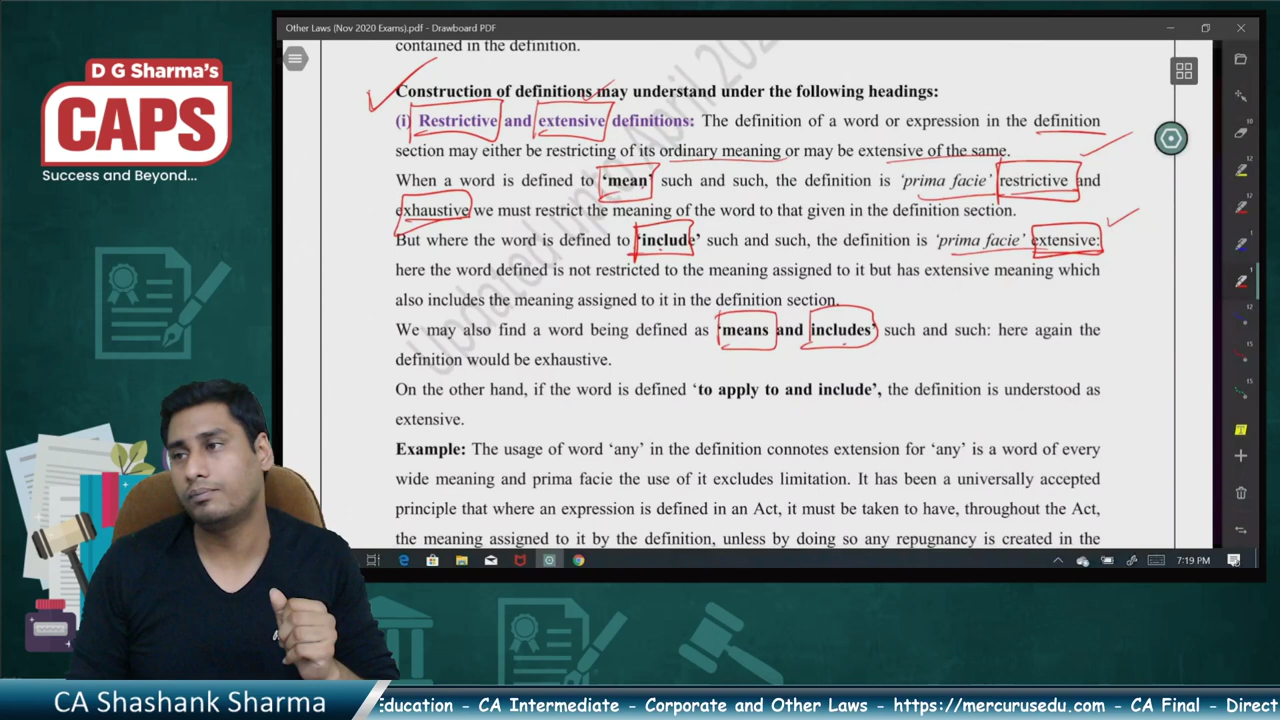 Other Laws (Nov 2020 Exams).pdf - Drawboard PDF
D G Sharma's
CAPS
Success and Beyond...
contained in the definition.
Construction of definitions may understand under the following headings:
(i) Restrictive and extensive definitions: The definition of a word or expression in the definition
section may either be restricting of its ordinary meaning or may be extensive of the same.
When a word is defined to ‘mean’ such and such, the definition is ‘prima facie’ restrictive and
exhaustive we must restrict the meaning of the word to that given in the definition section.
But where the word is defined to ‘include’ such and such, the definition is ‘prima facie’ extensive:
here the word defined is not restricted to the meaning assigned to it but has extensive meaning which
also includes the meaning assigned to it in the definition section.
We may also find a word being defined as ‘means and includes’ such and such: here again the
definition would be exhaustive.
On the other hand, if the word is defined ‘to apply to and include’, the definition is understood as
extensive.
Example: The usage of word ‘any’ in the definition connotes extension for ‘any’ is a word of every
wide meaning and prima facie the use of it excludes limitation. It has been a universally accepted
principle that where an expression is defined in an Act, it must be taken to have, throughout the Act,
the meaning assigned to it by the definition, unless by doing so any repugnancy is created in the
Updated upto April 202
7:19 PM
CA Shashank Sharma
Education - CA Intermediate - Corporate and Other Laws - https://mercurusedu.com - CA Final - Direct